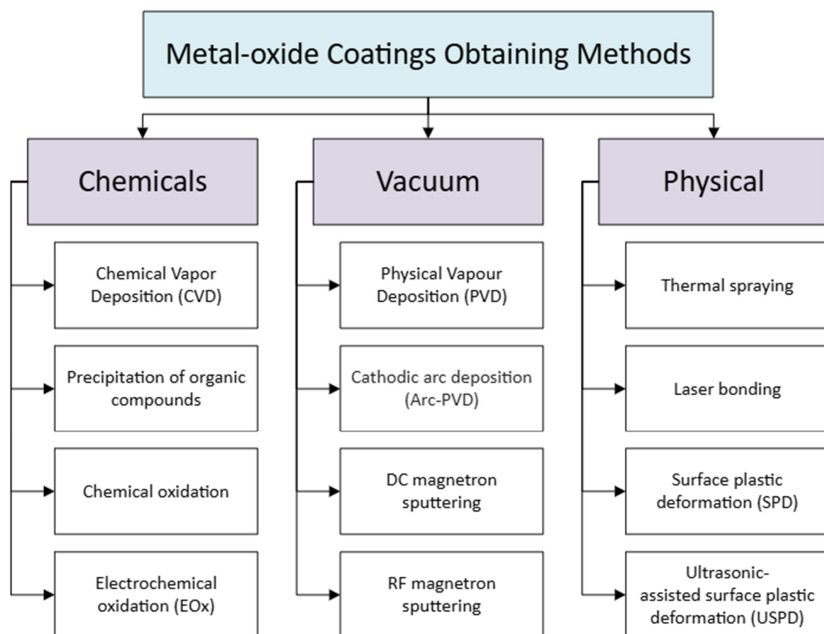 Metal-oxide Coatings Obtaining Methods
Chemicals
Chemical Vapor
Deposition (CVD)
Precipitation of organic
compounds
Chemical oxidation
Electrochemical
oxidation (EOx)
Vacuum
Physical Vapour
Deposition (PVD)
Cathodic arc deposition
(Arc-PVD)
DC magnetron
sputtering
RF magnetron
sputtering
Physical
Thermal spraying
Laser bonding
Surface plastic
deformation (SPD)
Ultrasonic-
assisted surface plastic
deformation (USPD)